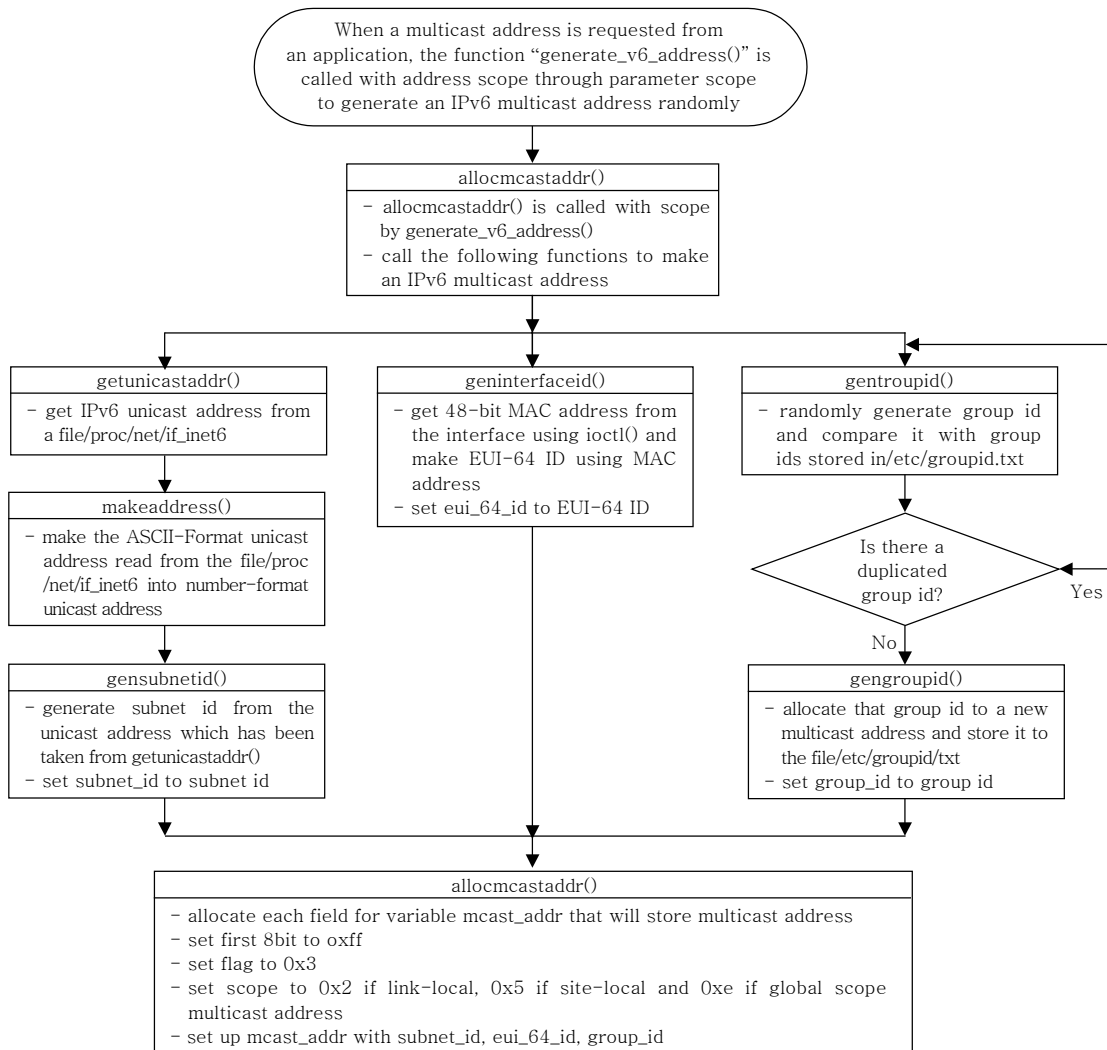 When a multicast address is requested from
an application, the function “generate_v6_address()” is
called with address scope through parameter scope
to generate an IPv6 multicast address randomly
allocmcastaddr()
- allocmcastaddr() is called with scope
by generate_v6_address()
- call the following functions to make
an IPv6 multicast address
getunicastaddr()
- get IPv6 unicast address from
a file/proc/net/if_inet6
makeaddress()
- make the ASCII-Format unicast
address read from the file/proc
/net/if_inet6 into number-format
unicast address
gensubnetid()
- generate subnet id from the
unicast address which has been
taken from getunicastaddr()
- set subnet_id to subnet id
geninterfaceid()
- get 48-bit MAC address from
the interface using ioctl() and
make EUI-64 ID using MAC
address
- set eui_64_id to EUI-64 ID
gentroupid()
- randomly generate group id
and compare it with group
ids stored in/etc/groupid.txt
Is there a
duplicated
group id?
Yes
No
gengroupid()
- allocate that group id to a new
multicast address and store it to
the file/etc/groupid/txt
- set group_id to group id
allocmcastaddr()
- allocate each field for variable mcast_addr that will store multicast address
- set first 8bit to oxff
- set flag to 0x3
- set scope to 0x2 if link-local, 0x5 if site-local and 0xe if global scope
multicast address
- set up mcast_addr with subnet_id, eui_64_id, group_id